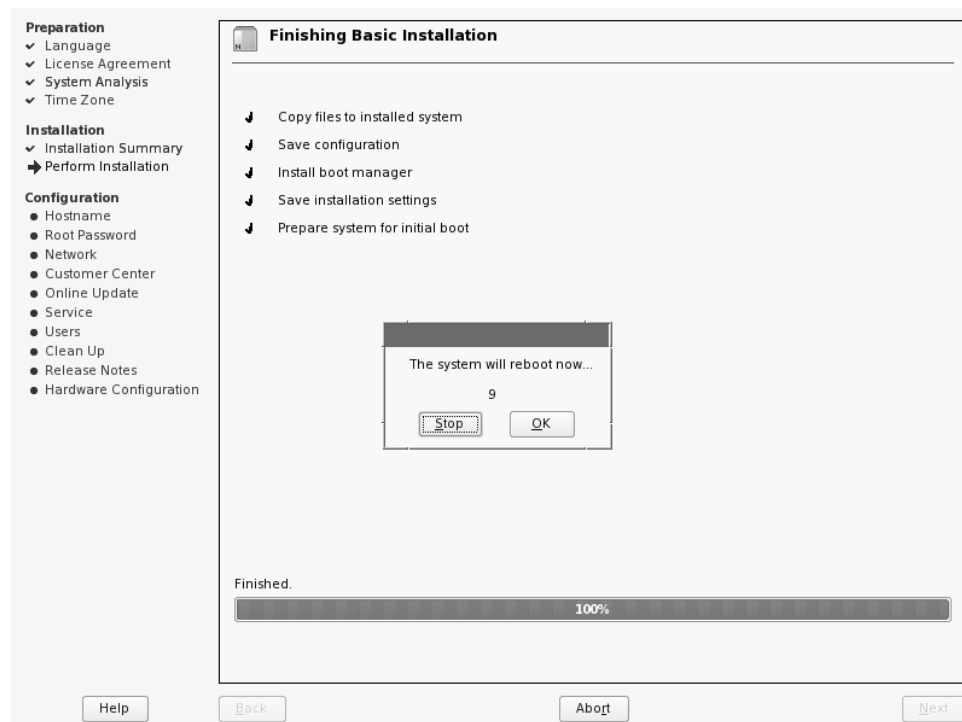 Preparation
Language
License Agreement
System Analysis
Time Zone
Installation
Installation Summary
Perform Installation
Configuration
Hostname
Root Password
Network
Customer Center
Online Update
Service
Users
Clean Up
Release Notes
Hardware Configuration
N
Finishing Basic Installation
Copy files to installed system
Save configuration
Install boot manager
Save installation settings
Prepare system for initial boot
The system will reboot now...
9
Stop OK
Finished.
100%
Help Back Abort Next